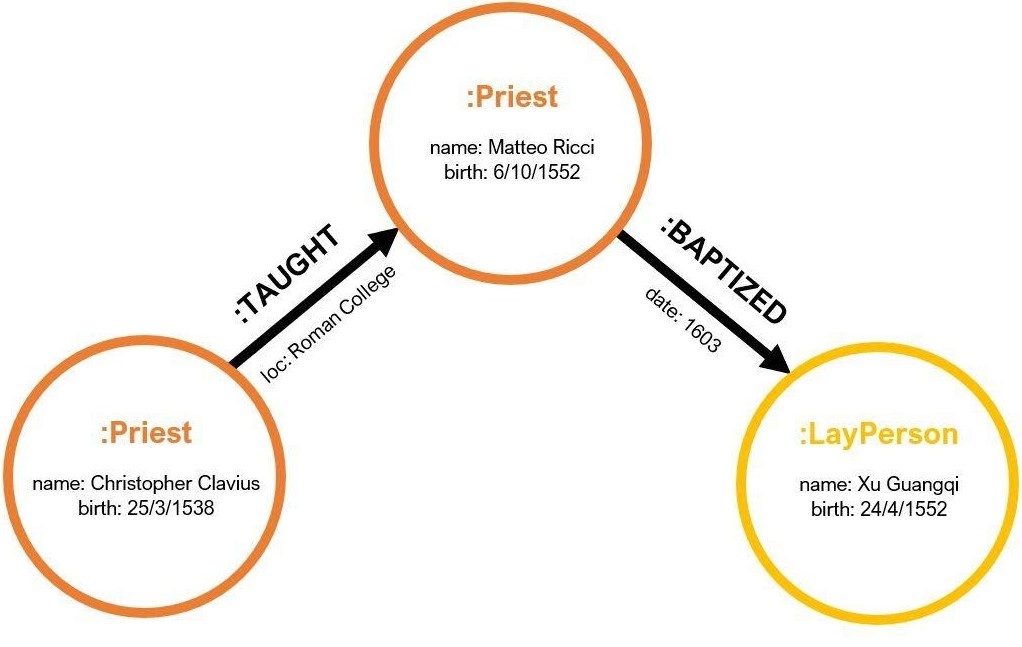 :Priest
name: Matteo Ricci
birth: 6/10/1552
:TAUGHT
loc: Roman College
:BAPTIZED
date: 1603
:Priest
name: Christopher Clavius
birth: 25/3/1538
:LayPerson
name: Xu Guangqi
birth: 24/4/1552